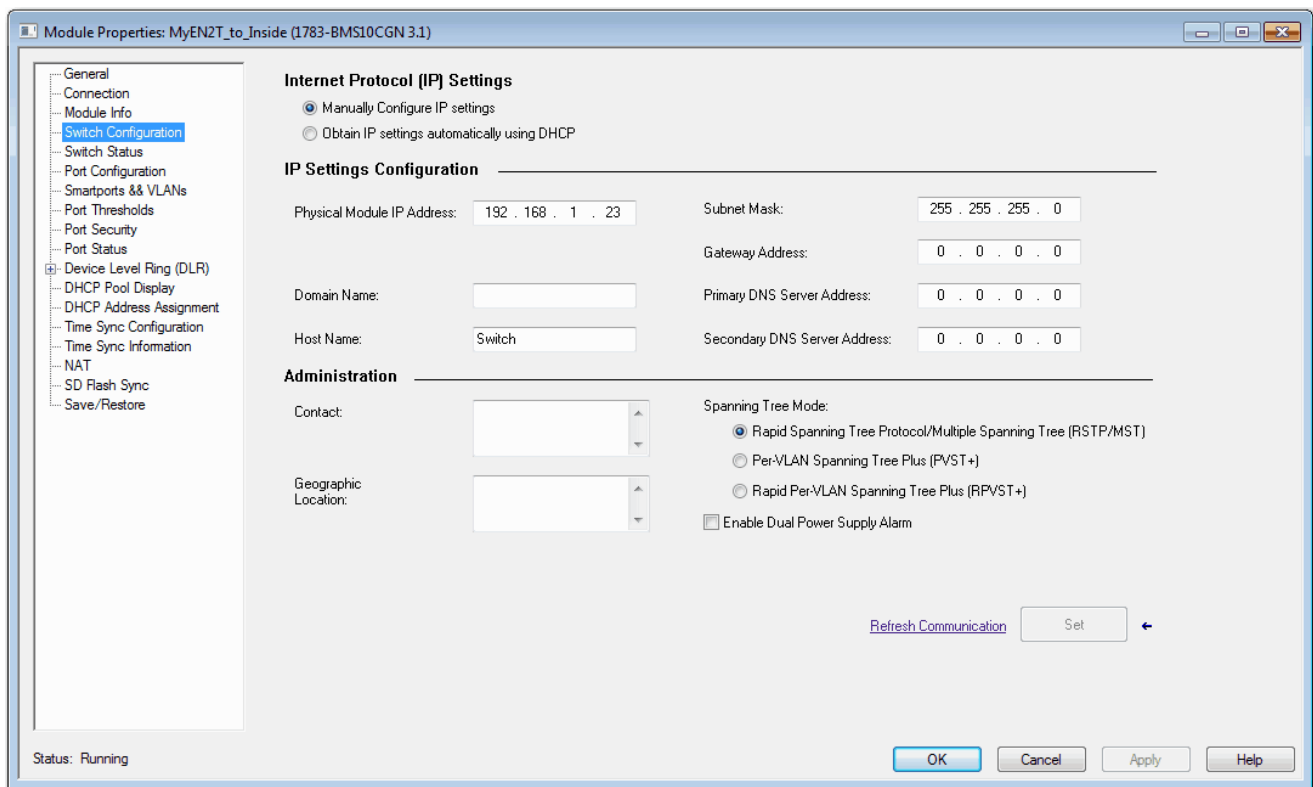 Module Properties: MyEN2T_to_Inside (1783-BMS10CGN 3.1)
General
Connection
Module Info
Switch Configuration
Switch Status
Port Configuration
Smartports && VLANs
Port Thresholds
Port Security
Port Status
Device Level Ring (DLR)
DHCP Pool Display
DHCP Address Assignment
Time Sync Configuration
Time Sync Information
NAT
SD Flash Sync
Save/Restore
Internet Protocol (IP) Settings
Manually Configure IP settings
Obtain IP settings automatically using DHCP
IP Settings Configuration
Physical Module IP Address: 192 . 168 . 1 . 23
Subnet Mask: 255 . 255 . 255 . 0
Gateway Address: 0 . 0 . 0 . 0
Domain Name:
Primary DNS Server Address: 0 . 0 . 0 . 0
Host Name: Switch
Secondary DNS Server Address: 0 . 0 . 0 . 0
Administration
Contact:
Geographic
Location:
Spanning Tree Mode:
Rapid Spanning Tree Protocol/Multiple Spanning Tree (RSTP/MST)
Per-VLAN Spanning Tree Plus (PVST+)
Rapid Per-VLAN Spanning Tree Plus (RPVST+)
Enable Dual Power Supply Alarm
Refresh Communication Set
Status: Running
OK Cancel Apply Help